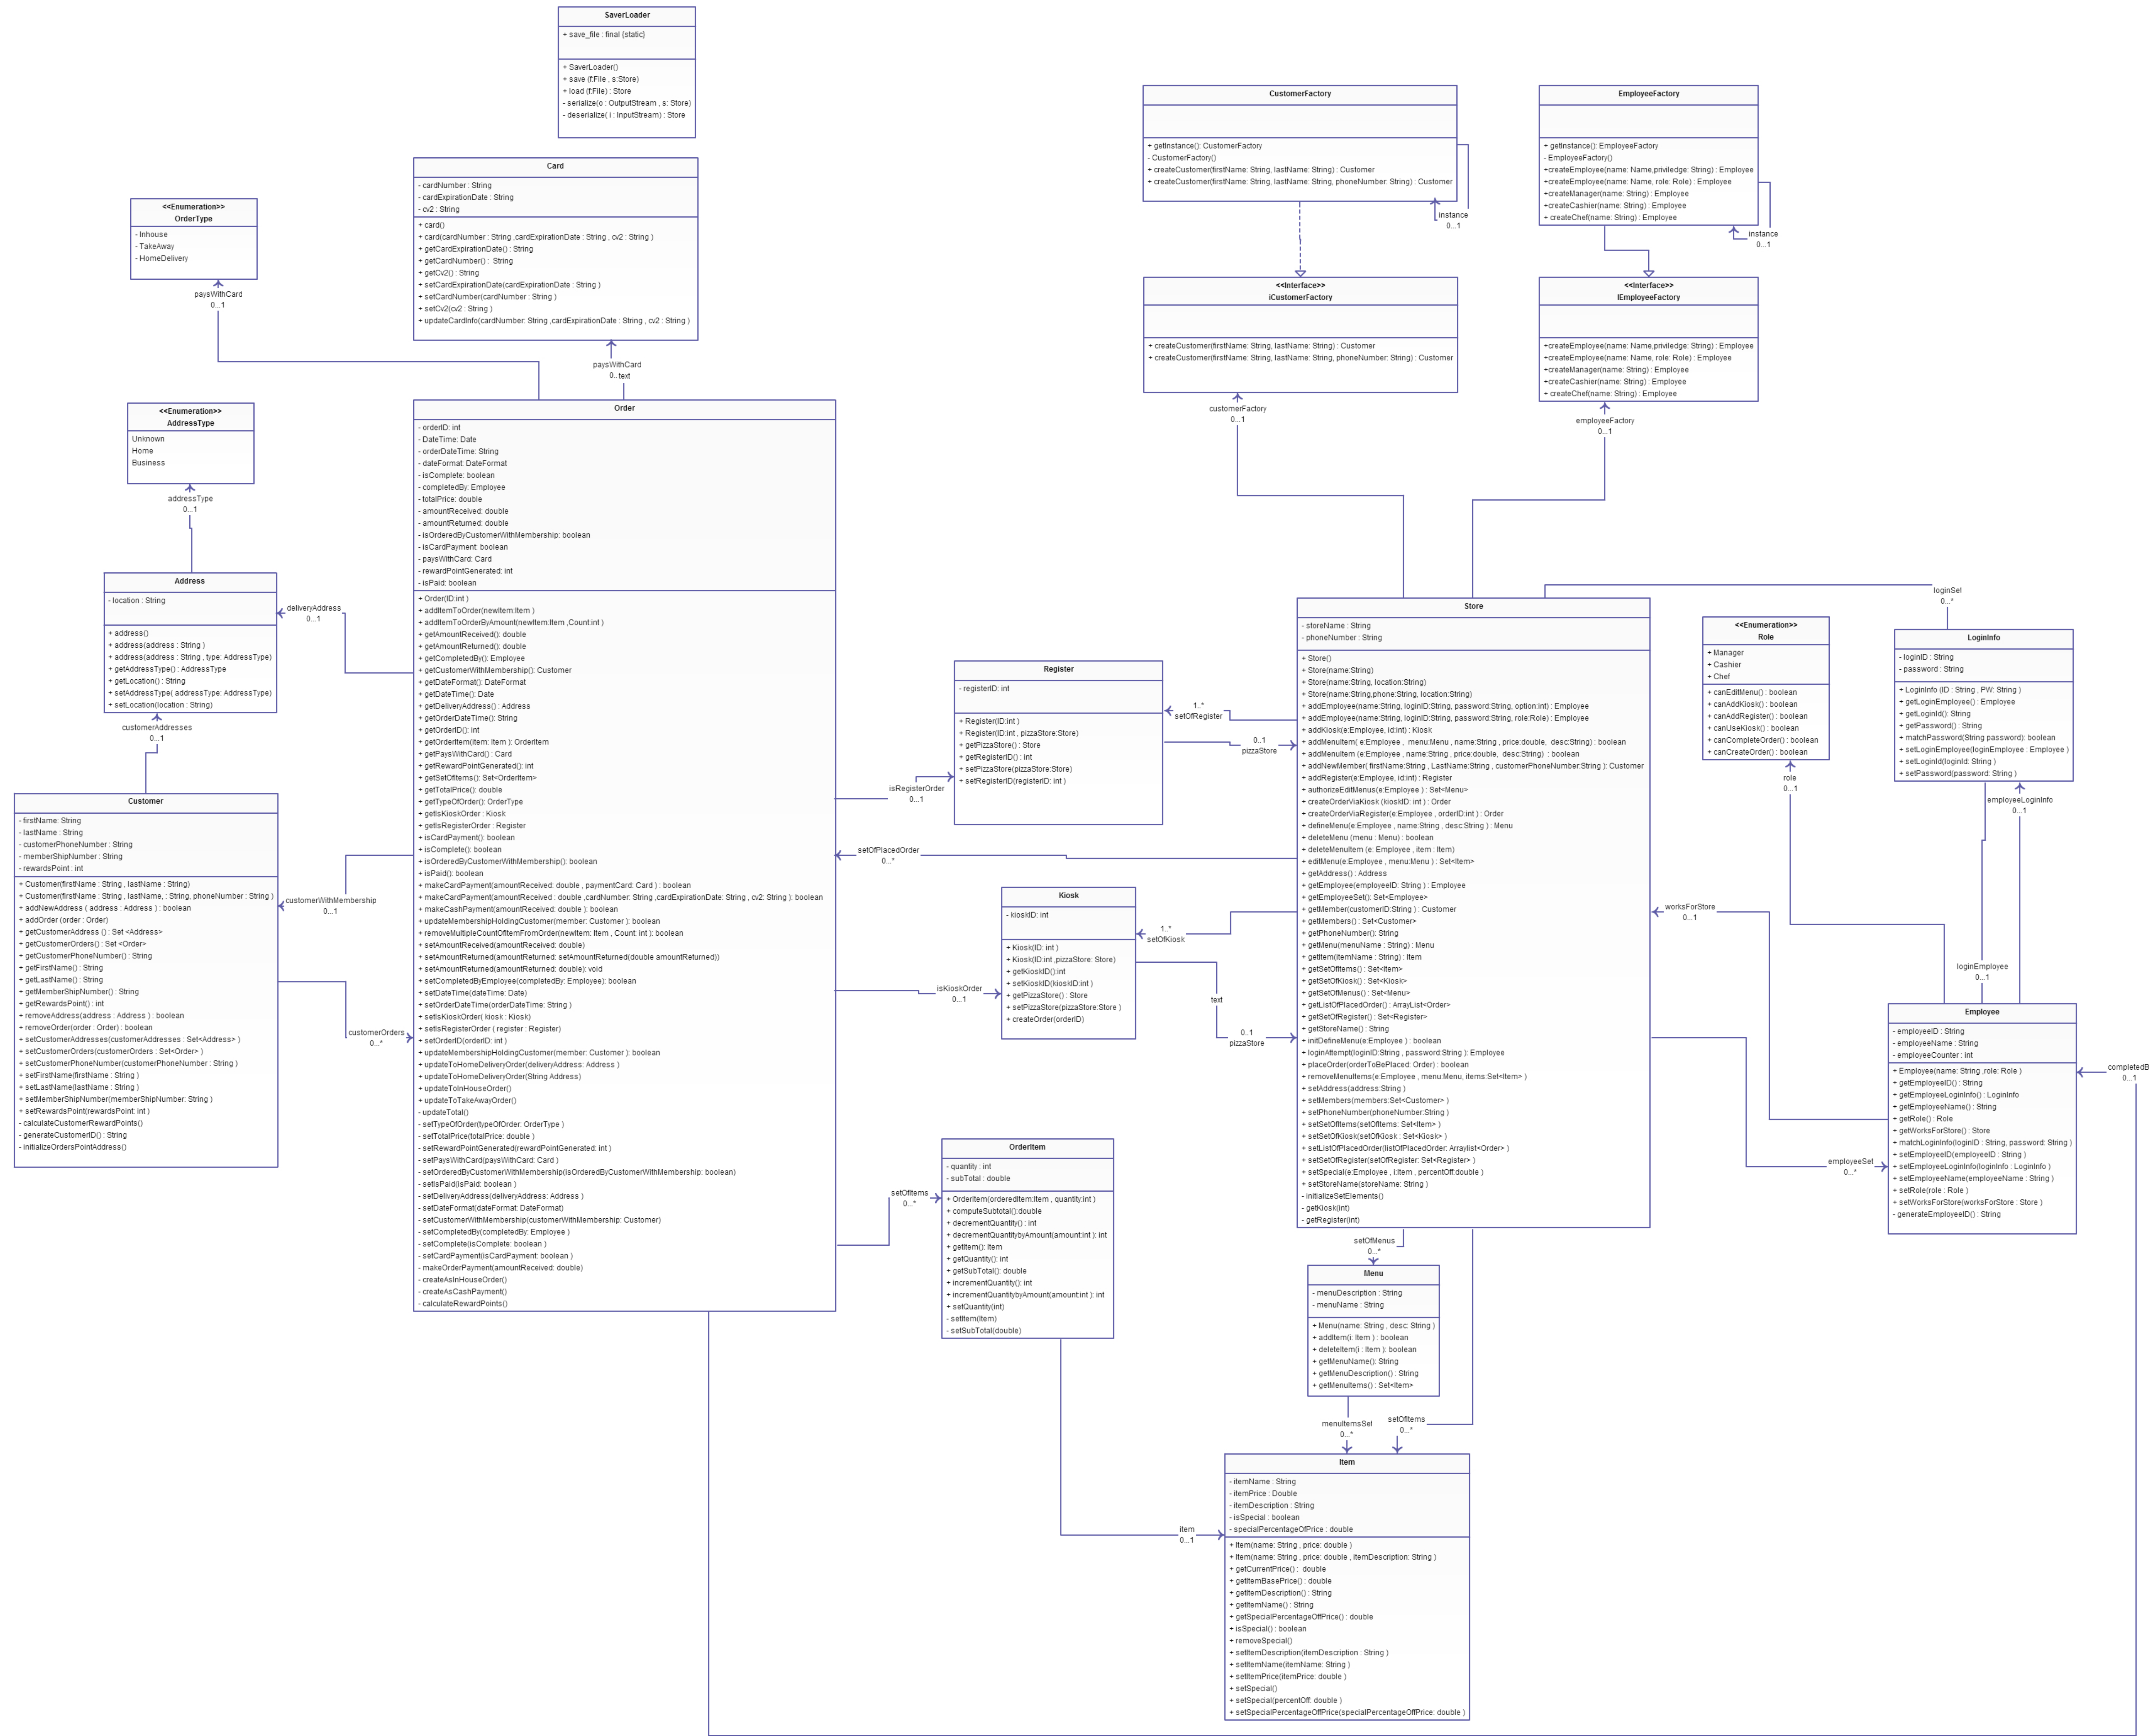 SaverLoader
+ save_file : final {static}
+ SaverLoader()
+ save (f:File , s:Store)
+ load (f:File) : Store
- serialize(o : OutputStream , s: Store)
- deserialize( i : InputStream) : Store
CustomerFactory
+ getInstance(): CustomerFactory
- CustomerFactory()
+ createCustomer(firstName: String, lastName: String) : Customer
+ createCustomer(firstName: String, lastName: String, phoneNumber: String) : Customer
instance
0...1
EmployeeFactory
+ getInstance(): EmployeeFactory
- EmployeeFactory()
+createEmployee(name: Name,priviledge: String) : Employee
+createEmployee(name: Name, role: Role) : Employee
+createManager(name: String) : Employee
+createCashier(name: String) : Employee
+ createChef(name: String) : Employee
instance
0...1
<<Enumeration>>
OrderType
- Inhouse
- TakeAway
- HomeDelivery
paysWithCard
0...1
Card
- cardNumber : String
- cardExpirationDate : String
- cv2 : String
+ card()
+ card(cardNumber : String ,cardExpirationDate : String , cv2 : String )
+ getCardExpirationDate() : String
+ getCardNumber() :  String
+ getCv2() : String
+ setCardExpirationDate(cardExpirationDate : String )
+ setCardNumber(cardNumber : String )
+ setCv2(cv2 : String )
+ updateCardInfo(cardNumber: String ,cardExpirationDate : String , cv2 : String )
paysWithCard
0.. text
<<Interface>>
iCustomerFactory
+ createCustomer(firstName: String, lastName: String) : Customer
+ createCustomer(firstName: String, lastName: String, phoneNumber: String) : Customer
customerFactory
0...1
<<Interface>>
IEmployeeFactory
+createEmployee(name: Name,priviledge: String) : Employee
+createEmployee(name: Name, role: Role) : Employee
+createManager(name: String) : Employee
+createCashier(name: String) : Employee
+ createChef(name: String) : Employee
employeeFactory
0...1
<<Enumeration>>
AddressType
Unknown
Home
Business
addressType
0...1
Address
- location : String
+ address()
+ address(address : String )
+ address(address : String , type: AddressType)
+ getAddressType() : AddressType
+ getLocation() : String
+ setAddressType( addressType: AddressType)
+ setLocation(location : String)
customerAddresses
0...1
deliveryAddress
0...1
Customer
- firstName: String
- lastName : String
- customerPhoneNumber : String
- memberShipNumber : String
- rewardsPoint : int
+ Customer(firstName : String , lastName : String)
+ Customer(firstName : String , lastName, : String, phoneNumber : String )
+ addNewAddress ( address : Address ) : boolean
+ addOrder (order : Order)
+ getCustomerAddress () : Set <Address>
+ getCustomerOrders() : Set <Order>
+ getCustomerPhoneNumber() : String
+ getFirstName() : String
+ getLastName() : String
+ getMemberShipNumber() : String
+ getRewardsPoint() : int
+ removeAddress(address : Address ) : boolean
+ removeOrder(order : Order) : boolean
+ setCustomerAddresses(customerAddresses : Set<Address> )
+ setCustomerOrders(customerOrders : Set<Order> )
+ setCustomerPhoneNumber(customerPhoneNumber : String )
+ setFirstName(firstName : String )
+ setLastName(lastName : String )
+ setMemberShipNumber(memberShipNumber: String )
+ setRewardsPoint(rewardsPoint: int )
- calculateCustomerRewardPoints()
- generateCustomerID() : String
- initializeOrdersPointAddress()
customerWithMembership
0...1
customerOrders
0...*
Order
- orderID: int
- DateTime: Date
- orderDateTime: String
- dateFormat: DateFormat
- isComplete: boolean
- completedBy: Employee
- totalPrice: double
- amountReceived: double
- amountReturned: double
- isOrderedByCustomerWithMembership: boolean
- isCardPayment: boolean
- paysWithCard: Card
- rewardPointGenerated: int
- isPaid: boolean
+ Order(ID:int )
+ addItemToOrder(newItem:Item )
+ addItemToOrderByAmount(newItem:Item ,Count:int )
+ getAmountReceived(): double
+ getAmountReturned(): double
+ getCompletedBy(): Employee
+ getCustomerWithMembership(): Customer
+ getDateFormat(): DateFormat
+ getDateTime(): Date
+ getDeliveryAddress() : Address
+ getOrderDateTime(): String
+ getOrderID() : int
+ getOrderItem(item: Item ): OrderItem
+ getPaysWithCard() : Card
+ getRewardPointGenerated(): int
+ getSetOfItems(): Set<OrderItem>
+ getTotalPrice(): double
+ getTypeOfOrder(): OrderType
+ getIsKioskOrder : Kiosk
+ getIsRegisterOrder : Register
+ isCardPayment(): boolean
+ isComplete(): boolean
+ isOrderedByCustomerWithMembership(): boolean
+ isPaid(): boolean
+ makeCardPayment(amountReceived: double , paymentCard: Card ) : boolean
+ makeCardPayment(amountReceived : double ,cardNumber: String ,cardExpirationDate: String , cv2 : String ): boolean
+ makeCashPayment(amountReceived: double ): boolean
+ updateMembershipHoldingCustomer(member: Customer ): boolean
+ removeMultipleCountOfItemFromOrder(newItem: Item , Count: int ): boolean
+ setAmountReceived(amountReceived: double)
+ setAmountReturned(amountReturned: setAmountReturned(double amountReturned))
+ setAmountReturned(amountReturned: double): void
+ setCompletedByEmployee(completedBy: Employee): boolean
+ setDateTime(dateTime: Date)
+ setOrderDateTime(orderDateTime: String )
+ setIsKioskOrder( kiosk : Kiosk)
+ setIsRegisterOrder ( register : Register)
+ setOrderID(orderID: int )
+ updateMembershipHoldingCustomer(member: Customer ): boolean
+ updateToHomeDeliveryOrder(deliveryAddress: Address )
+ updateToHomeDeliveryOrder(String Address)
+ updateToInHouseOrder()
+ updateToTakeAwayOrder()
- updateTotal()
- setTypeOfOrder(typeOfOrder: OrderType )
- setTotalPrice(totalPrice: double )
- setRewardPointGenerated(rewardPointGenerated: int )
- setPaysWithCard(paysWithCard: Card )
- setOrderedByCustomerWithMembership(isOrderedByCustomerWithMembership: boolean)
- setIsPaid(isPaid: boolean )
- setDeliveryAddress(deliveryAddress: Address )
- setDateFormat(dateFormat: DateFormat)
- setCustomerWithMembership(customerWithMembership: Customer)
- setCompletedBy(completedBy: Employee )
- setComplete(isComplete: boolean )
- setCardPayment(isCardPayment: boolean )
- makeOrderPayment(amountReceived: double)
- createAsInHouseOrder()
- createAsCashPayment()
- calculateRewardPoints()
Register
- registerID: int
+ Register(ID:int )
+ Register(ID:int , pizzaStore:Store)
+ getPizzaStore() : Store
+ getRegisterID() : int
+ setPizzaStore(pizzaStore:Store)
+ setRegisterID(registerID: int )
1..*
setOfRegister
0..1
pizzaStore
isRegisterOrder
0...1
setOfPlacedOrder
0...*
Kiosk
- kioskID: int
+ Kiosk(ID: int )
+ Kiosk(ID:int ,pizzaStore: Store)
+ getKioskID():int
+ setKioskID(kioskID:int )
+ getPizzaStore() : Store
+ setPizzaStore(pizzaStore:Store )
+ createOrder(orderID)
1..*
setOfKiosk
isKioskOrder
0...1
text
0..1
pizzaStore
OrderItem
- quantity : int
- subTotal : double
+ OrderItem(orderedItem:Item , quantity:int )
+ computeSubtotal():double
+ decrementQuantity() : int
+ decrementQuantitybyAmount(amount:int ): int
+ getItem(): Item
+ getQuantity(): int
+ getSubTotal(): double
+ incrementQuantity(): int
+ incrementQuantitybyAmount(amount:int ): int
+ setQuantity(int)
- setItem(Item)
- setSubTotal(double)
setOfItems
0...*
Store
- storeName : String
- phoneNumber : String
+ Store()
+ Store(name:String)
+ Store(name:String, location:String)
+ Store(name:String,phone:String, location:String)
+ addEmployee(name:String, loginID:String, password:String, option:int) : Employee
+ addEmployee(name:String, loginID:String, password:String, role:Role) : Employee
+ addKiosk(e:Employee, id:int) : Kiosk
+ addMenuItem( e:Employee ,  menu:Menu , name:String , price:double,  desc:String) : boolean
+ addMenuItem (e:Employee , name:String , price:double,  desc:String)  : boolean
+ addNewMember( firstName:String , LastName:String , customerPhoneNumber:String ): Customer
+ addRegister(e:Employee, id:int) : Register
+ authorizeEditMenus(e:Employee ) : Set<Menu>
+ createOrderViaKiosk (kioskID: int ) : Order
+ createOrderViaRegister(e:Employee , orderID:int ) : Order
+ defineMenu(e:Employee , name:String , desc:String ) : Menu
+ deleteMenu (menu : Menu) : boolean
+ deleteMenuItem (e: Employee , item : Item)
+ editMenu(e:Employee , menu:Menu ) : Set<Item>
+ getAddress() : Address
+ getEmployee(employeeID: String ) : Employee
+ getEmployeeSet(): Set<Employee>
+ getMember(customerID:String ) : Customer
+ getMembers() : Set<Customer>
+ getPhoneNumber(): String
+ getMenu(menuName : String) : Menu
+ getItem(itemName : String) : Item
+ getSetOfItems() : Set<Item>
+ getSetOfKiosk() : Set<Kiosk>
+ getSetOfMenus() : Set<Menu>
+ getListOfPlacedOrder() : ArrayList<Order>
+ getSetOfRegister() : Set<Register>
+ getStoreName() : String
+ initDefineMenu(e:Employee ) : boolean
+ loginAttempt(loginID:String , password:String ): Employee
+ placeOrder(orderToBePlaced: Order) : boolean
+ removeMenuItems(e:Employee , menu:Menu, items:Set<Item> )
+ setAddress(address:String )
+ setMembers(members:Set<Customer> )
+ setPhoneNumber(phoneNumber:String )
+ setSetOfItems(setOfItems: Set<Item> )
+ setSetOfKiosk(setOfKiosk : Set<Kiosk> )
+ setListOfPlacedOrder(listOfPlacedOrder: Arraylist<Order> )
+ setSetOfRegister(setOfRegister: Set<Register> )
+ setSpecial(e:Employee , i:Item , percentOff:double )
+ setStoreName(storeName: String )
- initializeSetElements()
- getKiosk(int)
- getRegister(int)
<<Enumeration>>
Role
+ Manager
+ Cashier
+ Chef
+ canEditMenu() : boolean
+ canAddKiosk() : boolean
+ canAddRegister() : boolean
+ canUseKiosk() : boolean
+ canCompleteOrder() : boolean
+ canCreateOrder() : boolean
role
0...1
loginSet
0...*
LoginInfo
- loginID : String
- password : String
+ LoginInfo (ID : String , PW: String )
+ getLoginEmployee() : Employee
+ getLoginId(): String
+ getPassword() : String
+ matchPassword(String password): boolean
+ setLoginEmployee(loginEmployee : Employee )
+ setLoginId(loginId: String )
+ setPassword(password: String )
employeeLoginInfo
0...1
worksForStore
0...1
loginEmployee
0...1
Employee
- employeeID : String
- employeeName : String
- employeeCounter : int
+ Employee(name: String ,role: Role )
+ getEmployeeID() : String
+ getEmployeeLoginInfo() : LoginInfo
+ getEmployeeName() : String
+ getRole() : Role
+ getWorksForStore() : Store
+ matchLoginInfo(loginID : String, password: String )
+ setEmployeeID(employeeID : String )
+ setEmployeeLoginInfo(loginInfo : LoginInfo )
+ setEmployeeName(employeeName : String )
+ setRole(role : Role )
+ setWorksForStore(worksForStore : Store )
- generateEmployeeID() : String
completedB
0...1
employeeSet
0...*
setOfMenus
0...*
Menu
- menuDescription : String
- menuName : String
+ Menu(name: String , desc: String )
+ addItem(i: Item ) : boolean
+ deleteItem(i : Item ): boolean
+ getMenuName(): String
+ getMenuDescription() : String
+ getMenuItems() : Set<Item>
menuItemsSet
0...*
setOfItems
0...*
item
0...1
Item
- itemName : String
- itemPrice : Double
- itemDescription : String
- isSpecial : boolean
- specialPercentageOfPrice : double
+ Item(name: String , price: double )
+ Item(name: String , price: double , itemDescription: String )
+ getCurrentPrice() :  double
+ getItemBasePrice() : double
+ getItemDescription() : String
+ getItemName() : String
+ getSpecialPercentageOffPrice() : double
+ isSpecial() : boolean
+ removeSpecial()
+ setItemDescription(itemDescription : String )
+ setItemName(itemName: String )
+ setItemPrice(itemPrice: double )
+ setSpecial()
+ setSpecial(percentOff: double )
+ setSpecialPercentageOffPrice(specialPercentageOffPrice: double )